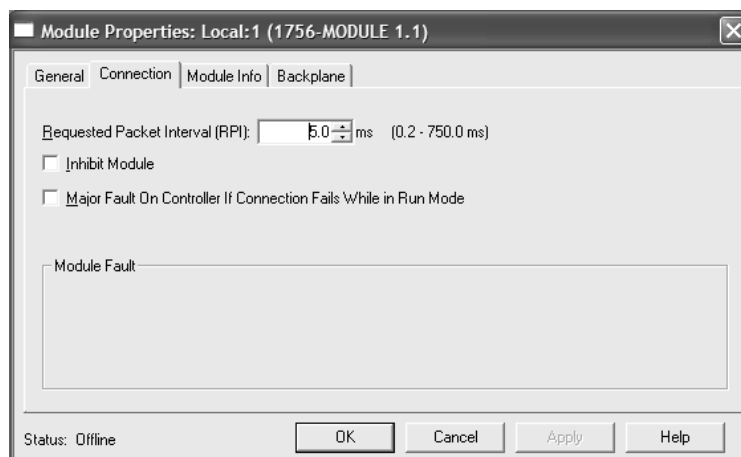 Module Properties: Local:1 (1756-MODULE 1.1)
General Connection Module Info Backplane
Requested Packet Interval (RPI): 5.0 ms (0.2 - 750.0 ms)
Inhibit Module
Major Fault On Controller If Connection Fails While in Run Mode
Module Fault
Status: Offline OK Cancel Apply Help